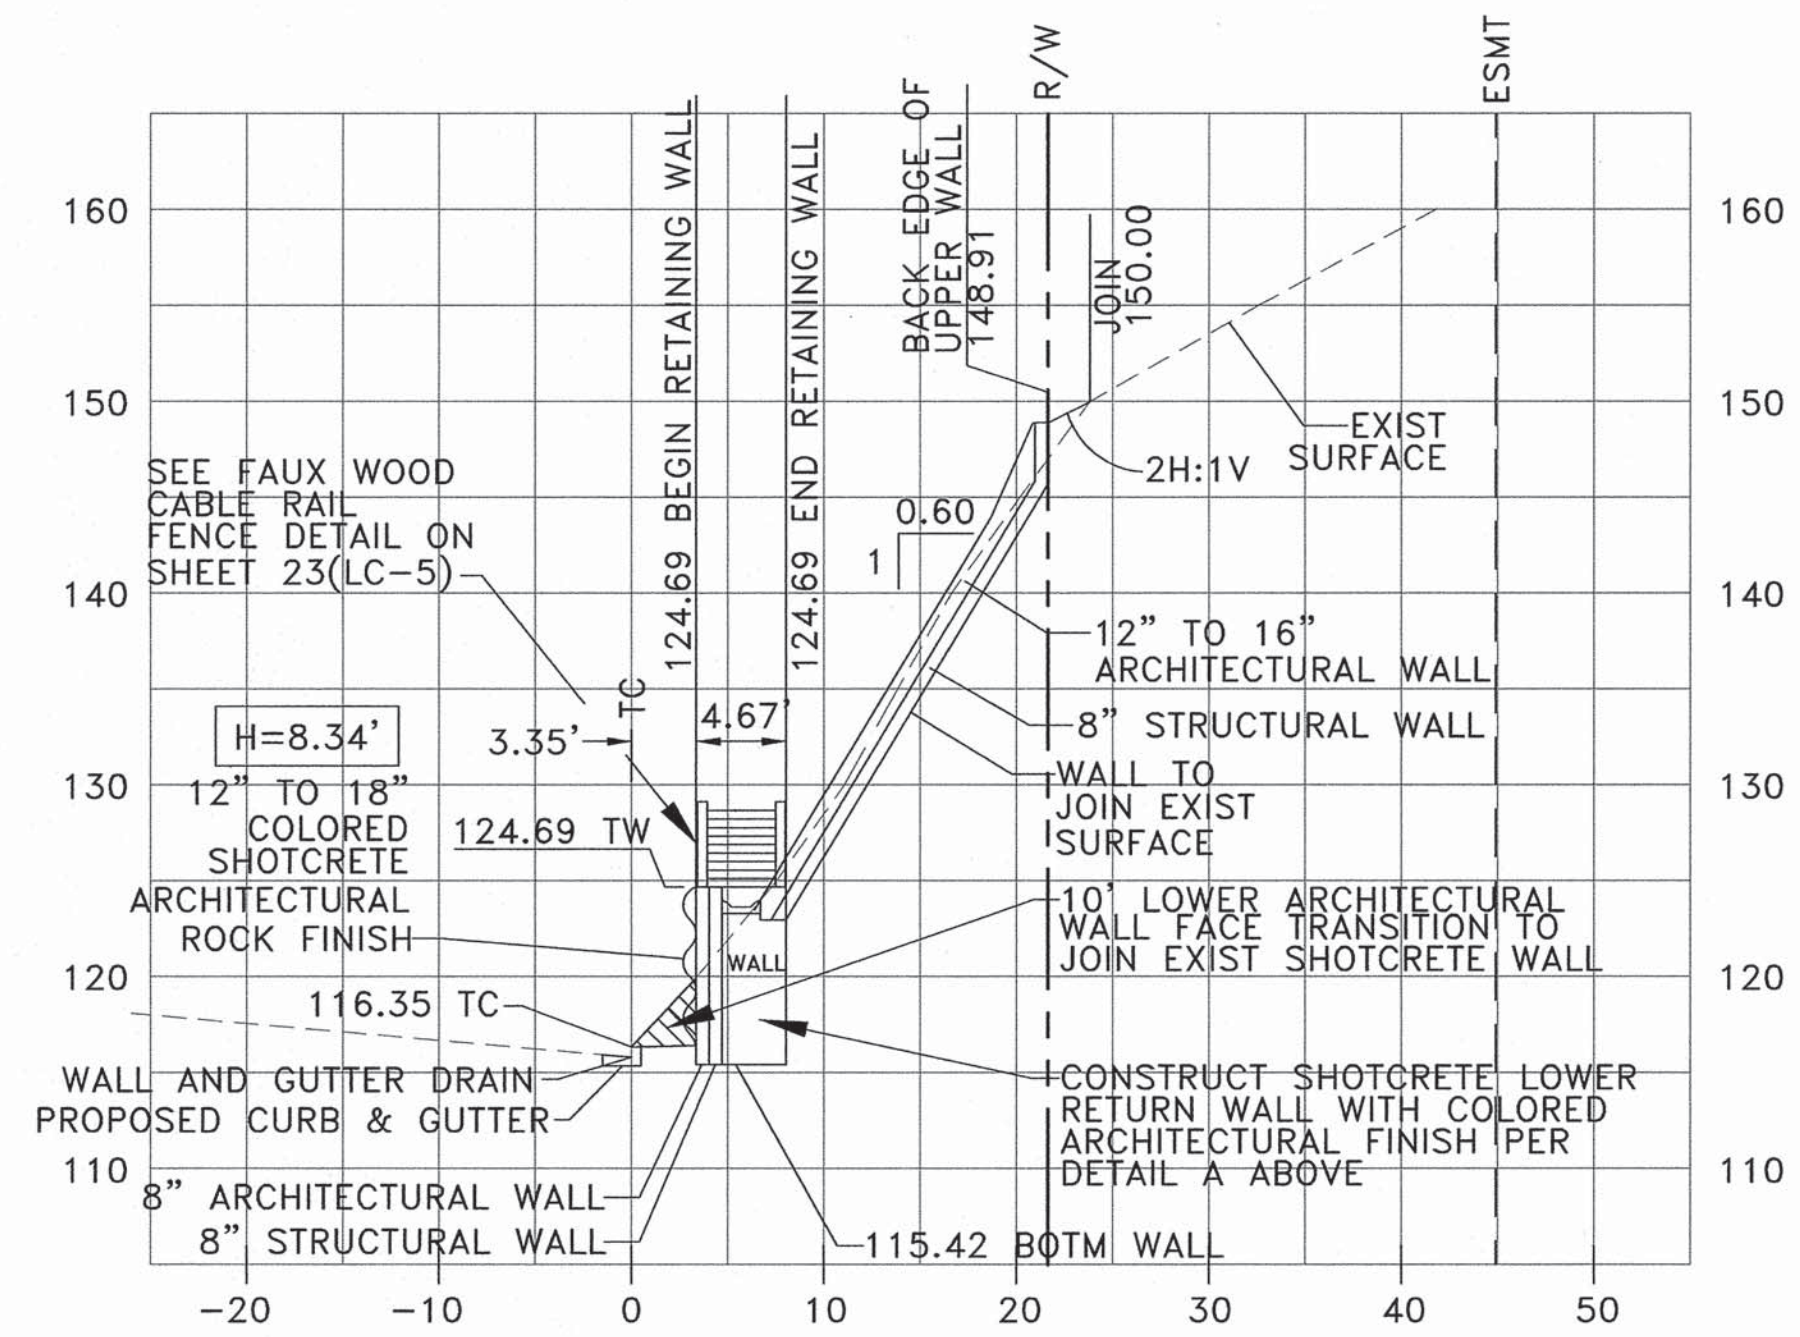 R/W
ESMT
BACK EDGE OF
UPPER WALL
148.91
124.69 BEGIN RETAINING WALL
124.69 END RETAINING WALL
JOIN
150.00
160
160
150
150
EXIST
SURFACE
2H:1V
SEE FAUX WOOD
CABLE RAIL
FENCE DETAIL ON
SHEET 23(LC-5)
0.60
1
140
140
12” TO 16”
ARCHITECTURAL WALL
8” STRUCTURAL WALL
TC
4.67’
3.35’
H=8.34’
130
130
WALL TO
JOIN EXIST
SURFACE
12” TO 18”
COLORED
SHOTCRETE
ARCHITECTURAL
ROCK FINISH
124.69 TW
10’ LOWER ARCHITECTURAL
WALL FACE TRANSITION TO
JOIN EXIST SHOTCRETE WALL
WALL
120
120
116.35 TC
WALL AND GUTTER DRAIN
PROPOSED CURB & GUTTER
CONSTRUCT SHOTCRETE LOWER
RETURN WALL WITH COLORED
ARCHITECTURAL FINISH PER
DETAIL A ABOVE
110
110
8” ARCHITECTURAL WALL
8” STRUCTURAL WALL
115.42 BOTM WALL
-20
-10
0
10
20
30
40
50